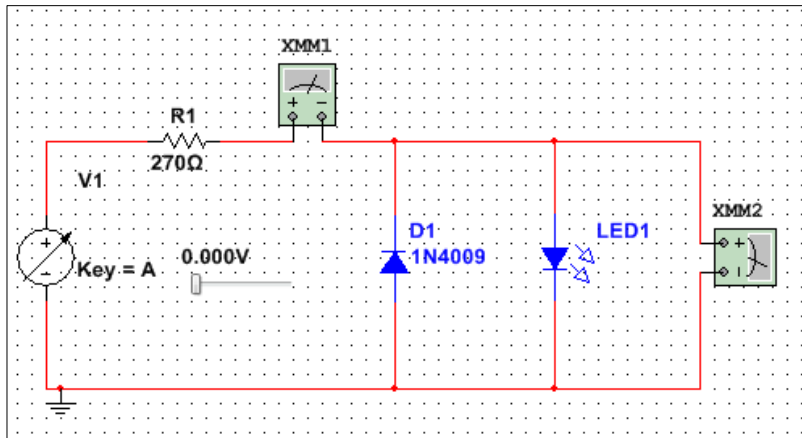 XMM1
+ −
R1
270Ω
V1
XMM2
D1
LED1
+
1N4009
+
0.000V
Key = A
−